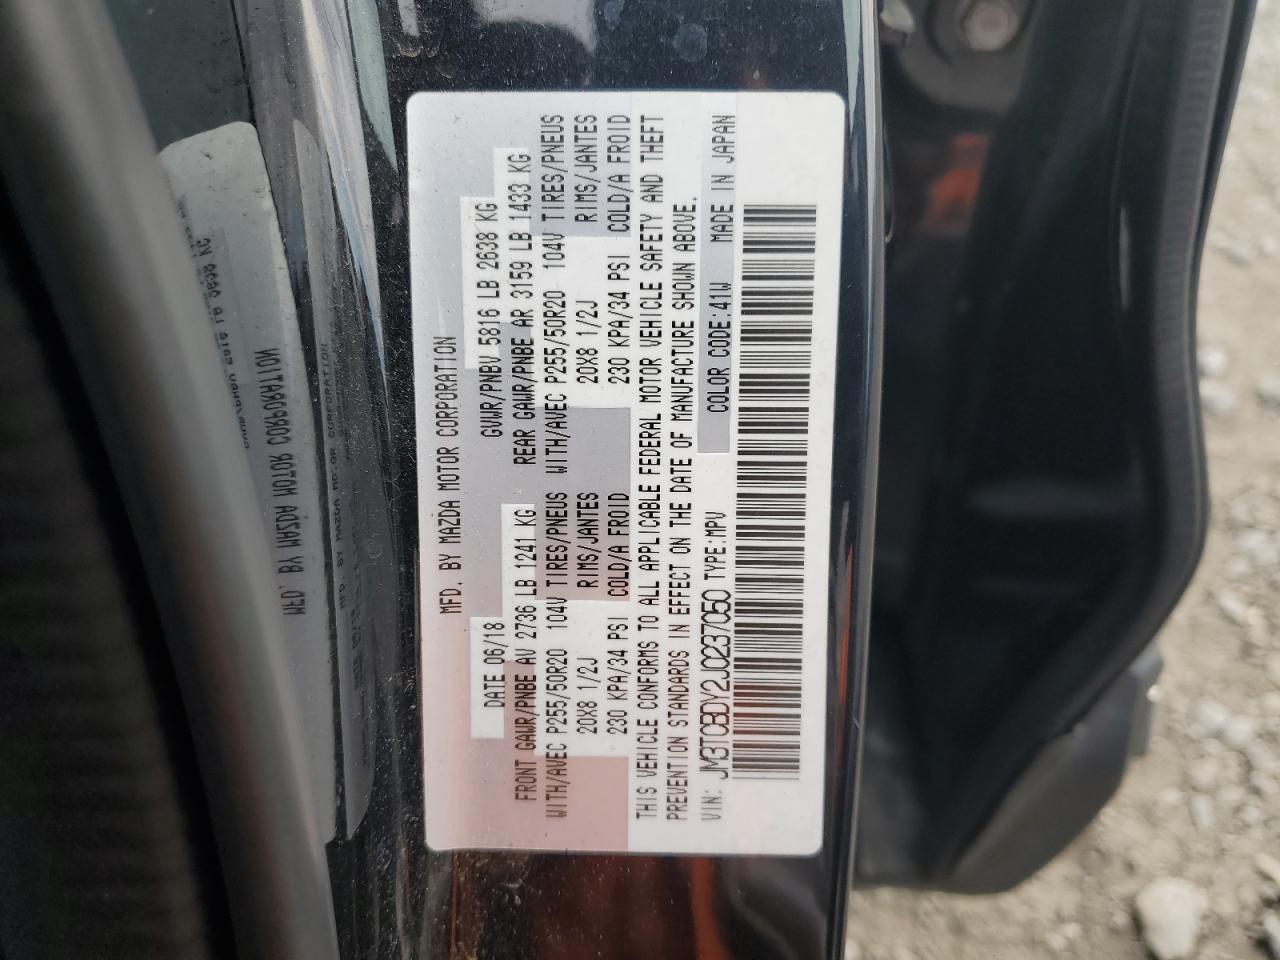 MFD. BY MAZDA MOTOR CORPORATION
DATE 06/18 GVWR/PNBV 5816 LB 2638 KG
FRONT GAWR/PNBE AV 2736 LB 1241 KG REAR GAWR/PNBE AR 3159 LB 1433 KG
WITH/AVEC P255/50R20 104V TIRES/PNEUS WITH/AVEC P255/50R20 104V TIRES/PNEUS
20X8 1/2J RIMS/JANTES 20X8 1/2J RIMS/JANTES
230 KPA/34 PSI COLD/A FROID 230 KPA/34 PSI COLD/A FROID
THIS VEHICLE CONFORMS TO ALL APPLICABLE FEDERAL MOTOR VEHICLE SAFETY AND THEFT
PREVENTION STANDARDS IN EFFECT ON THE DATE OF MANUFACTURE SHOWN ABOVE.
VIN: JM3TCBDY2J0237050 TYPE:MPV COLOR CODE:41W MADE IN JAPAN